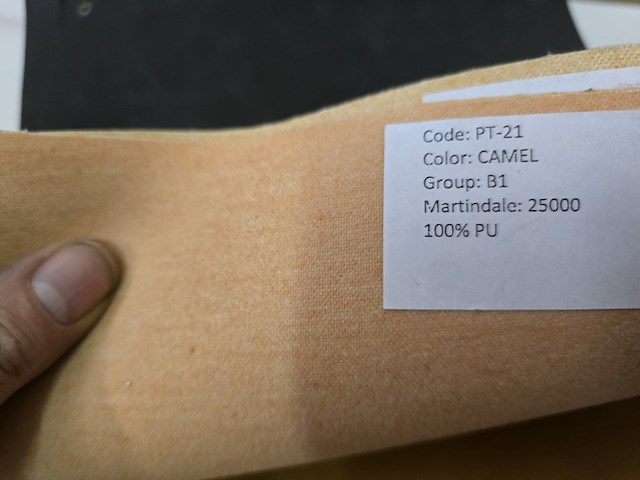 Code: PT-21
Color: CAMEL
Group: B1
Martindale: 25000
100% PU